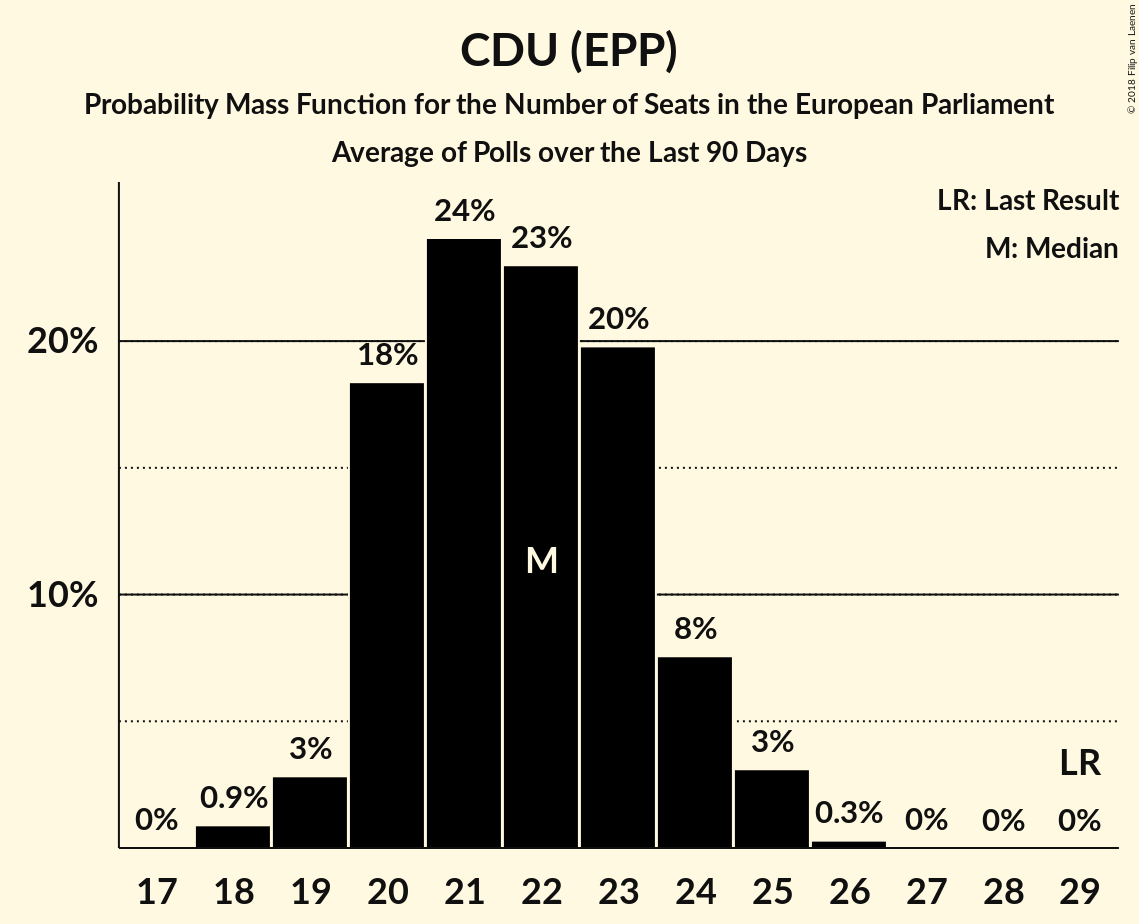 CDU (EPP)
Probability Mass Function for the Number of Seats in the European Parliament
Average of Polls over the Last 90 Days
© 2018 Filip van Laenen
LR: Last Result
M: Median
24%
23%
20%
20%
18%
M
10%
8%
3%
3%
LR
0.9%
0.3%
0%
0%
0%
0%
17 18 19 20 21 22 23 24 25 26 27 28 29